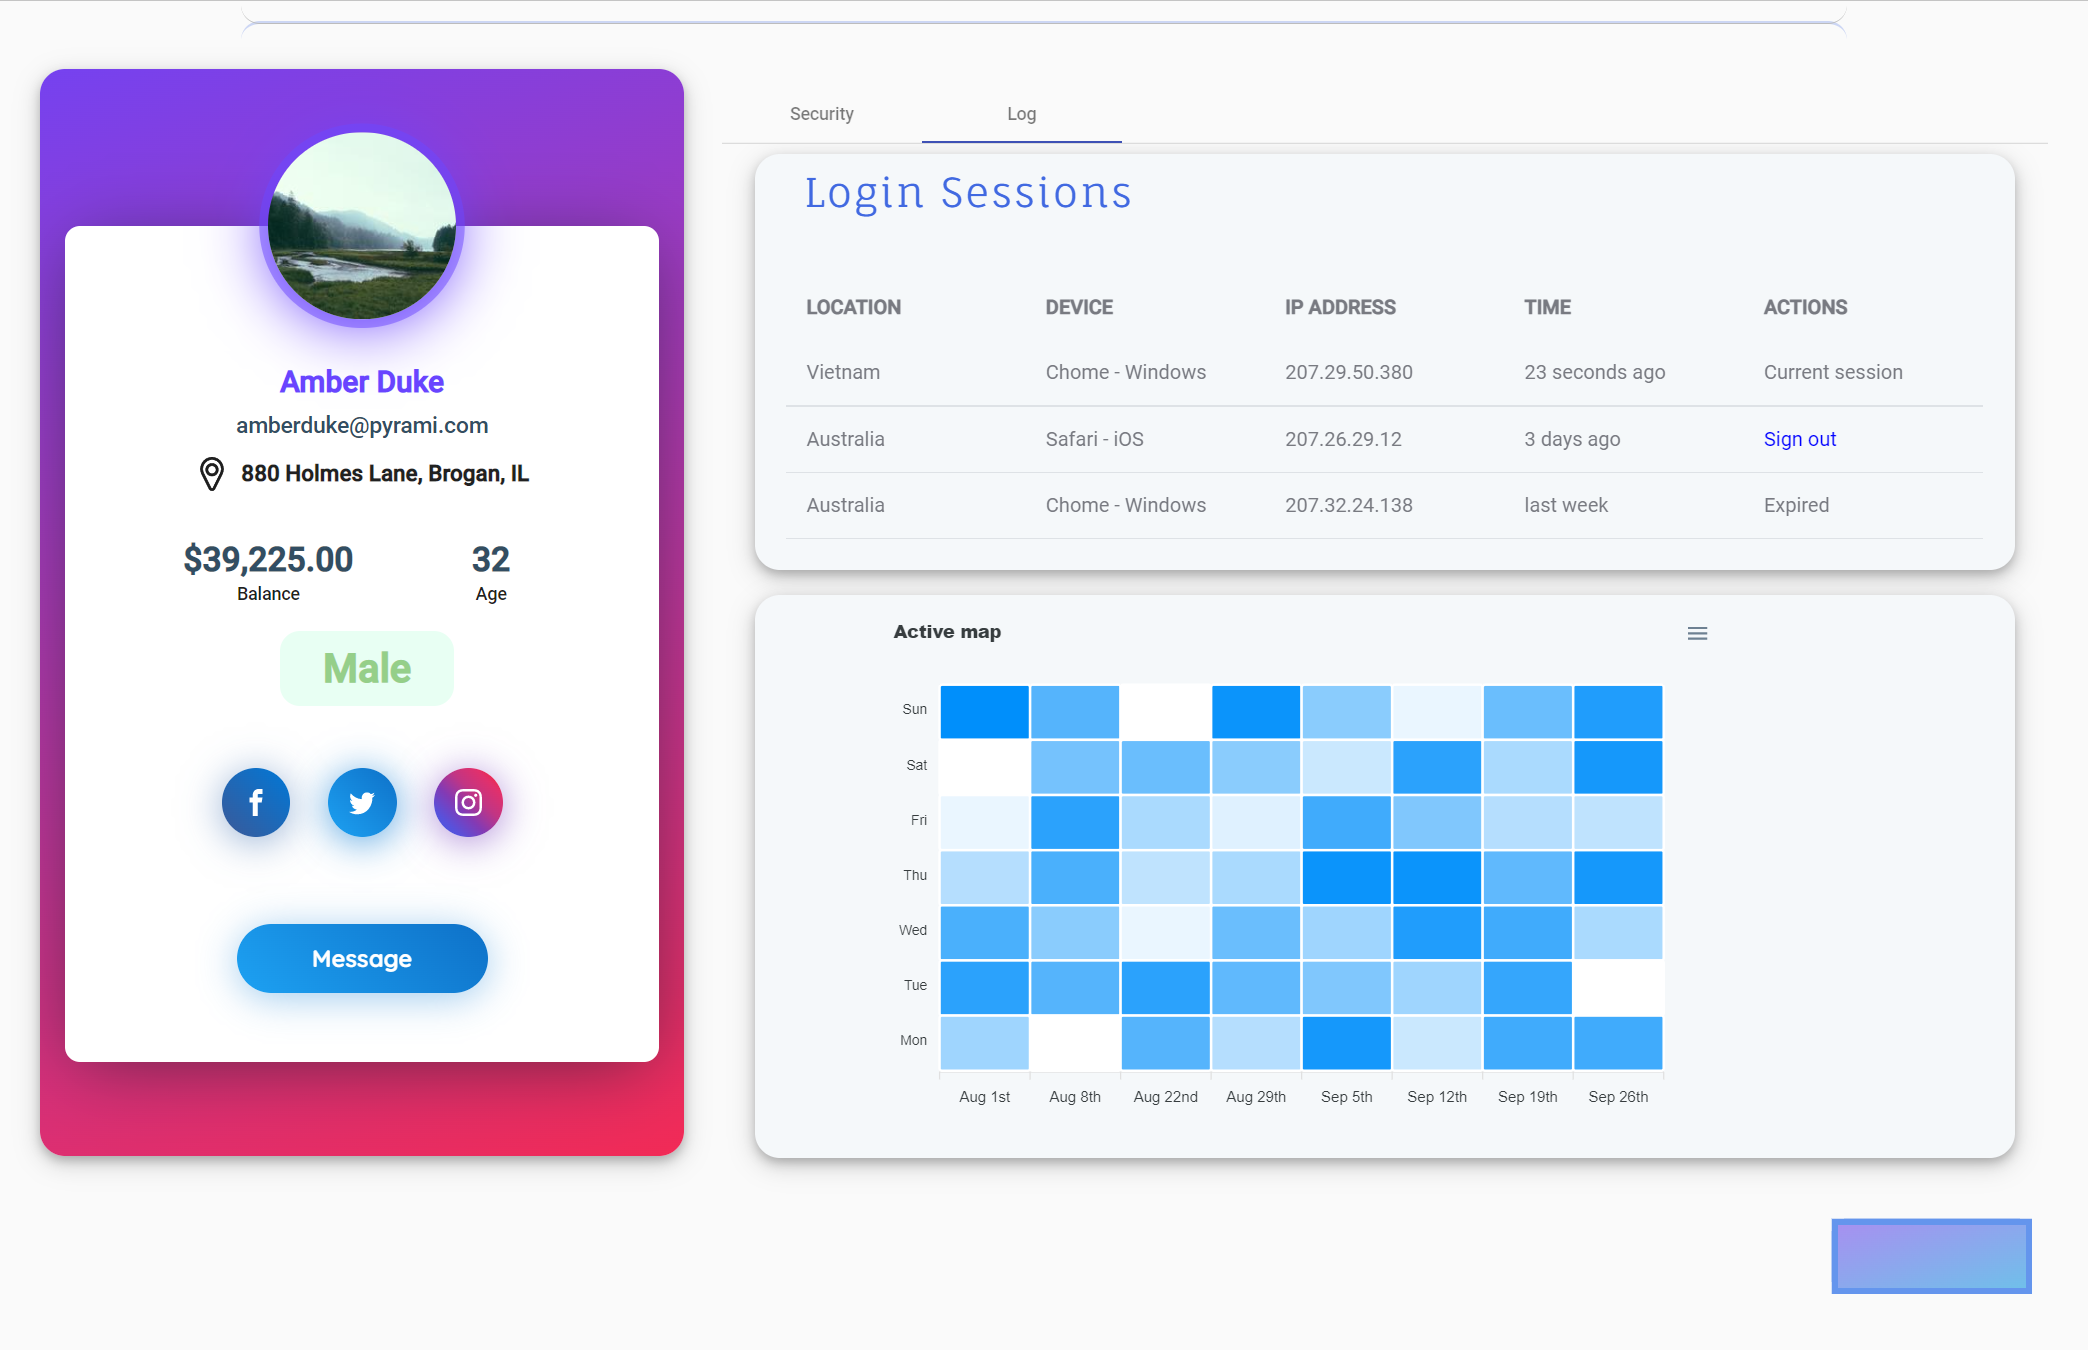 Security Log
Amber Duke
amberduke@pyrami.com
880 Holmes Lane, Brogan, IL
$39,225.00 32
Balance Age
Male
Message
Login Sessions
LOCATION DEVICE IP ADDRESS TIME ACTIONS
Vietnam Chome - Windows 207.29.50.380 23 seconds ago Current session
Australia Safari - iOS 207.26.29.12 3 days ago Sign out
Australia Chome - Windows 207.32.24.138 last week Expired
Active map
Sun
Sat
Fri
Thu
Wed
Tue
Mon
Aug 1st Aug 8th Aug 22nd Aug 29th Sep 5th Sep 12th Sep 19th Sep 26th